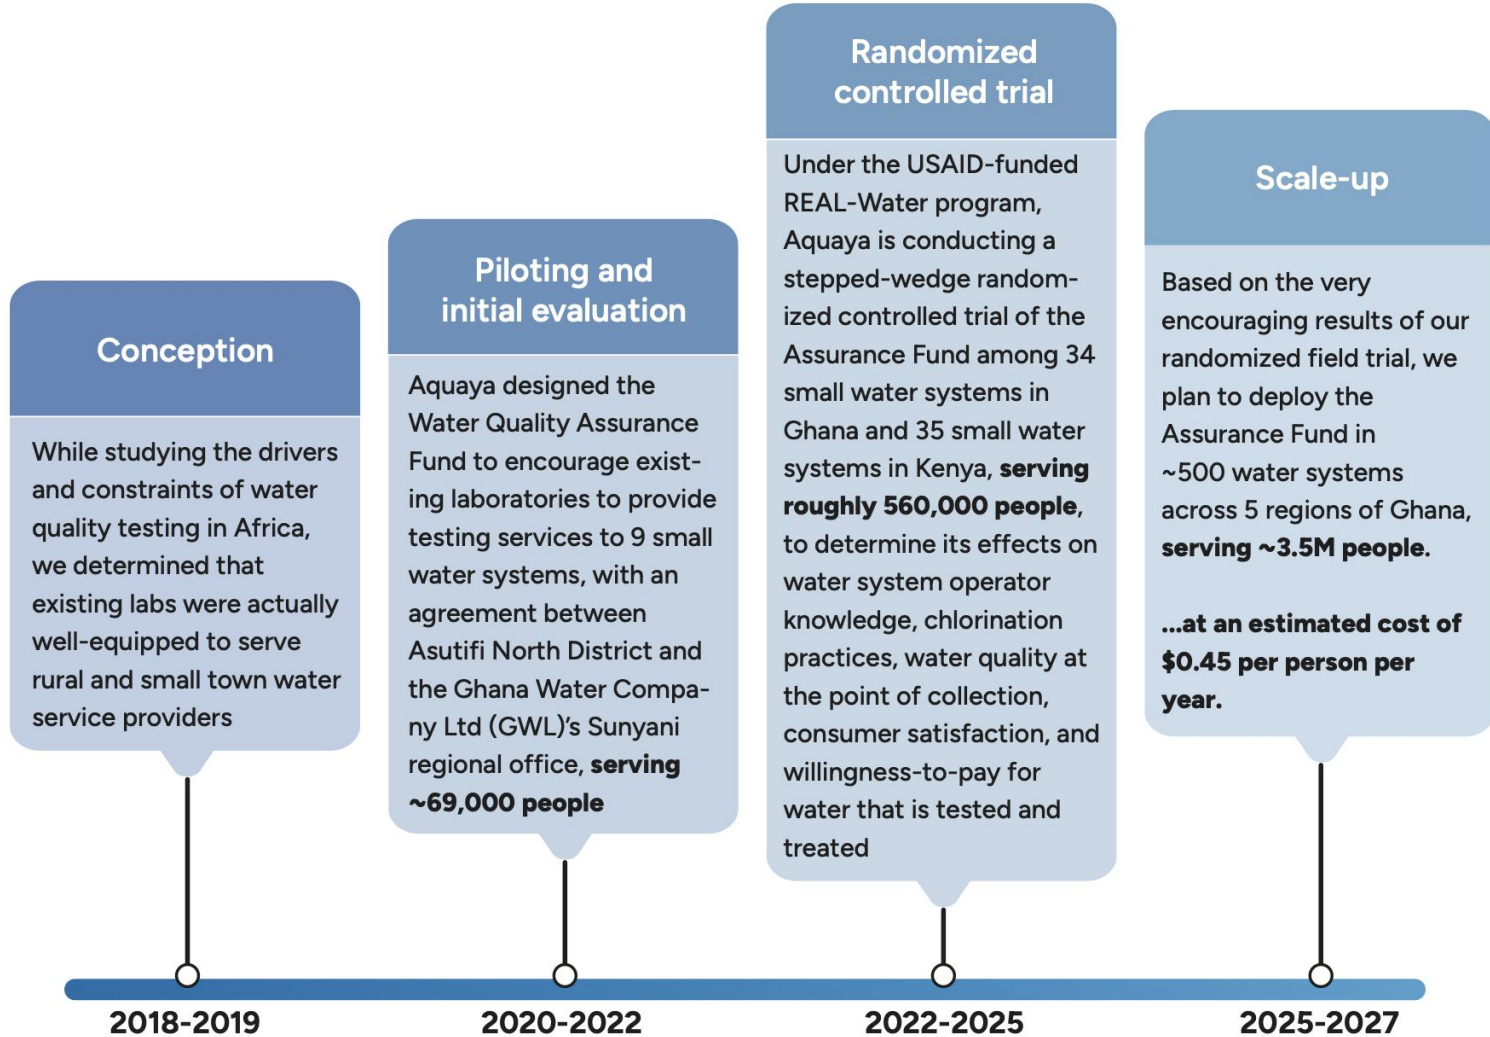 Conception
While studying the drivers
and constraints of water
quality testing in Africa,
we determined that
existing labs were actually
well-equipped to serve
rural and small town water
service providers
2018-2019
Piloting and
initial evaluation
Aquaya designed the
Water Quality Assurance
Fund to encourage exist-
ing laboratories to provide
testing services to 9 small
water systems, with an
agreement between
Asutifi North District and
the Ghana Water Compa-
ny Ltd (GWL)'s Sunyani
regional office, serving
~69,000 people
2020-2022
Randomized
controlled trial
Under the USAID-funded
REAL-Water program,
Aquaya is conducting a
stepped-wedge random-
ized controlled trial of the
Assurance Fund among 34
small water systems in
Ghana and 35 small water
systems in Kenya, serving
roughly 560,000 people,
to determine its effects on
water system operator
knowledge, chlorination
practices, water quality at
the point of collection,
consumer satisfaction, and
willingness-to-pay for
water that is tested and
treated
2022-2025
Scale-up
Based on the very
encouraging results of our
randomized field trial, we
plan to deploy the
Assurance Fund in
~500 water systems
across 5 regions of Ghana,
serving ~3.5M people.
...at an estimated cost of
$0.45 per person per
year.
2025-2027